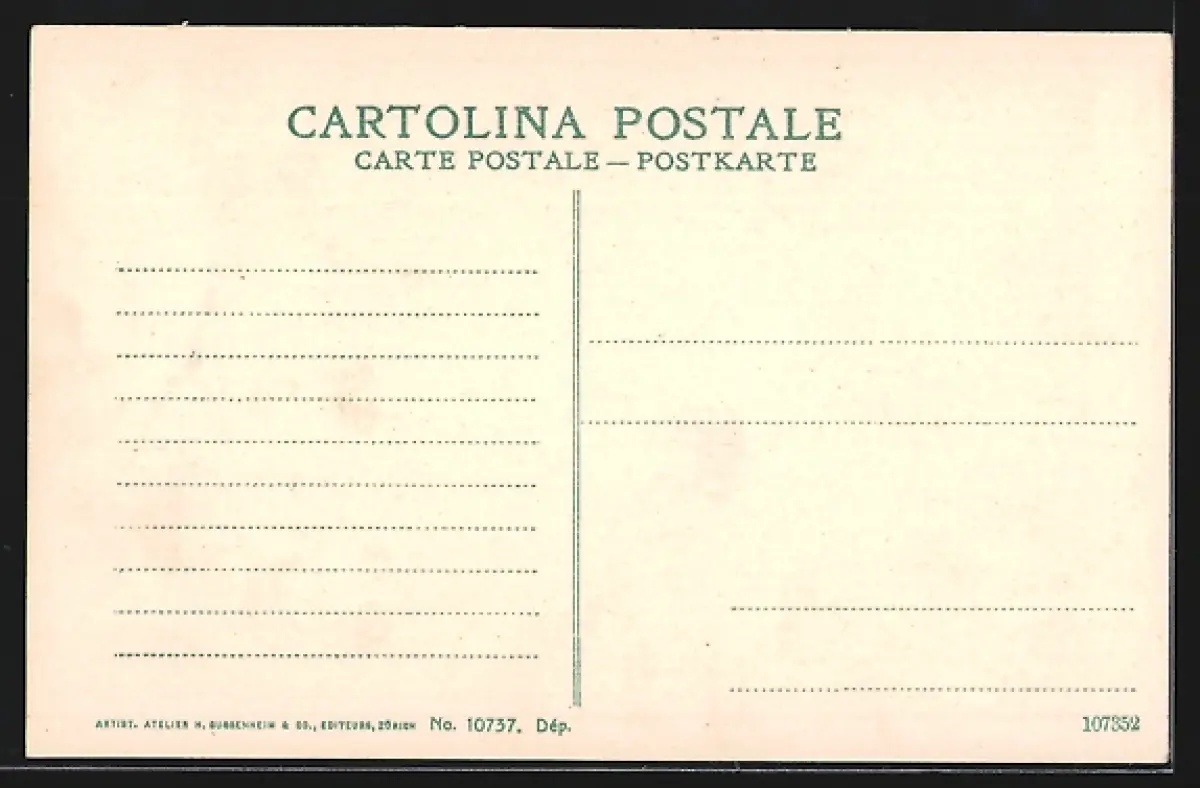 CARTOLINA POSTALE
CARTE POSTALE — POSTKARTE
ARTIST. ATELIER H. GUGGENHEIM & CO., EDITEURS, ZÜRICH No. 10737. Dép.
107352